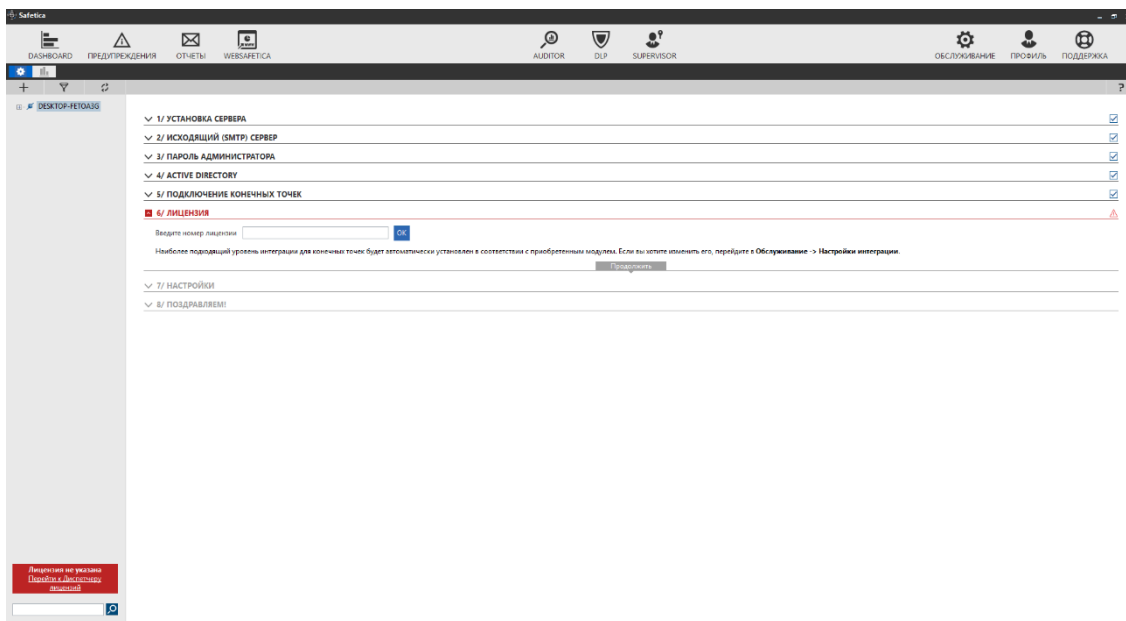 Safetica
DASHBOARD ПРЕДУПРЕЖДЕНИЯ ОТЧЕТЫ WEBSAFETICA AUDITOR DLP SUPERVISOR ОБСЛУЖИВАНИЕ ПРОФИЛЬ ПОДДЕРЖКА
?
DESKTOP-FETOA3G
1/ УСТАНОВКА СЕРВЕРА
2/ ИСХОДЯЩИЙ (SMTP) СЕРВЕР
3/ ПАРОЛЬ АДМИНИСТРАТОРА
4/ ACTIVE DIRECTORY
5/ ПОДКЛЮЧЕНИЕ КОНЕЧНЫХ ТОЧЕК
6/ ЛИЦЕНЗИЯ
Введите номер лицензии OK
Наиболее подходящий уровень интеграции для конечных точек будет автоматически установлен в соответствии с приобретенным модулем. Если вы хотите изменить его, перейдите в Обслуживание -> Настройки интеграции.
Продолжить
7/ НАСТРОЙКИ
8/ ПОЗДРАВЛЯЕМ!
Лицензия не указана
Перейти к Диспетчеру
лицензий